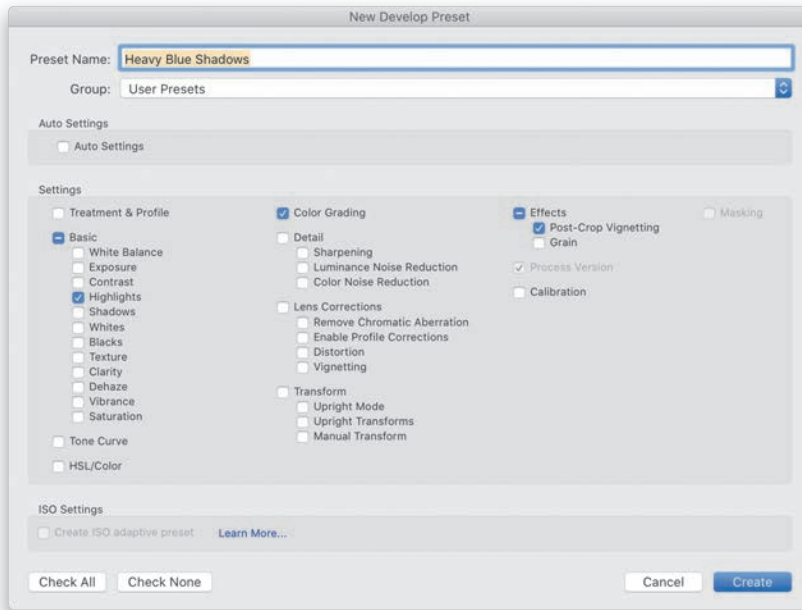 New Develop Preset
Preset Name: Heavy Blue Shadows
Group: User Presets
Auto Settings
Auto Settings
Settings
Treatment & Profile
Basic
White Balance
Exposure
Contrast
Highlights
Shadows
Whites
Blacks
Texture
Clarity
Dehaze
Vibrance
Saturation
Tone Curve
HSL/Color
Color Grading
Detail
Sharpening
Luminance Noise Reduction
Color Noise Reduction
Lens Corrections
Remove Chromatic Aberration
Enable Profile Corrections
Distortion
Vignetting
Transform
Upright Mode
Upright Transforms
Manual Transform
Effects
Post-Crop Vignetting
Grain
Process Version
Calibration
Masking
ISO Settings
Create ISO adaptive preset Learn More...
Check All Check None Cancel Create